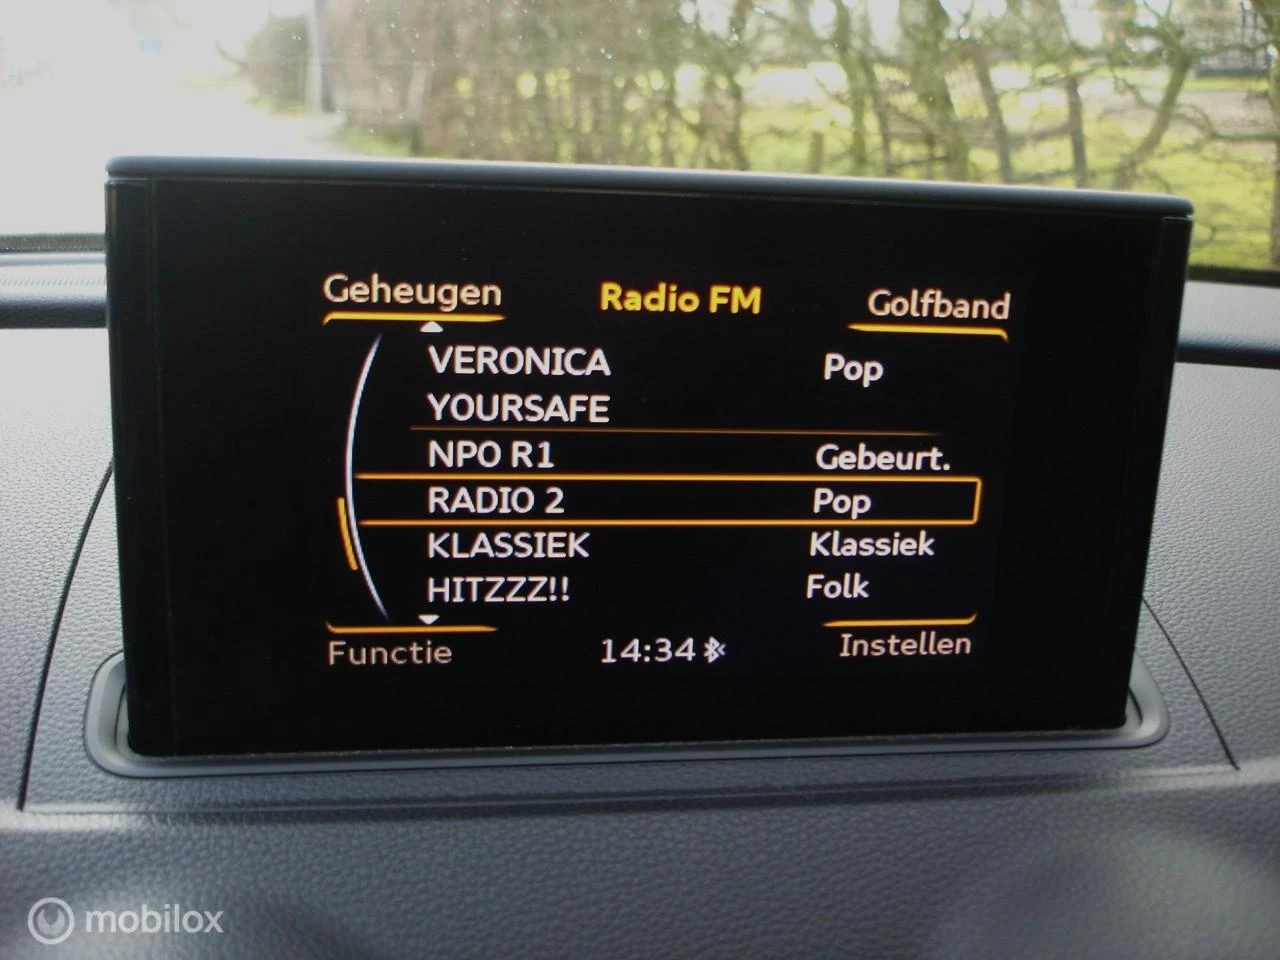 Geheugen Radio FM Golfband
VERONICA Pop
YOURSAFE
NPO R1 Gebeurt.
RADIO 2 Pop
KLASSIEK Klassiek
HITZZZ!! Folk
Functie 14:34 Instellen
mobilox